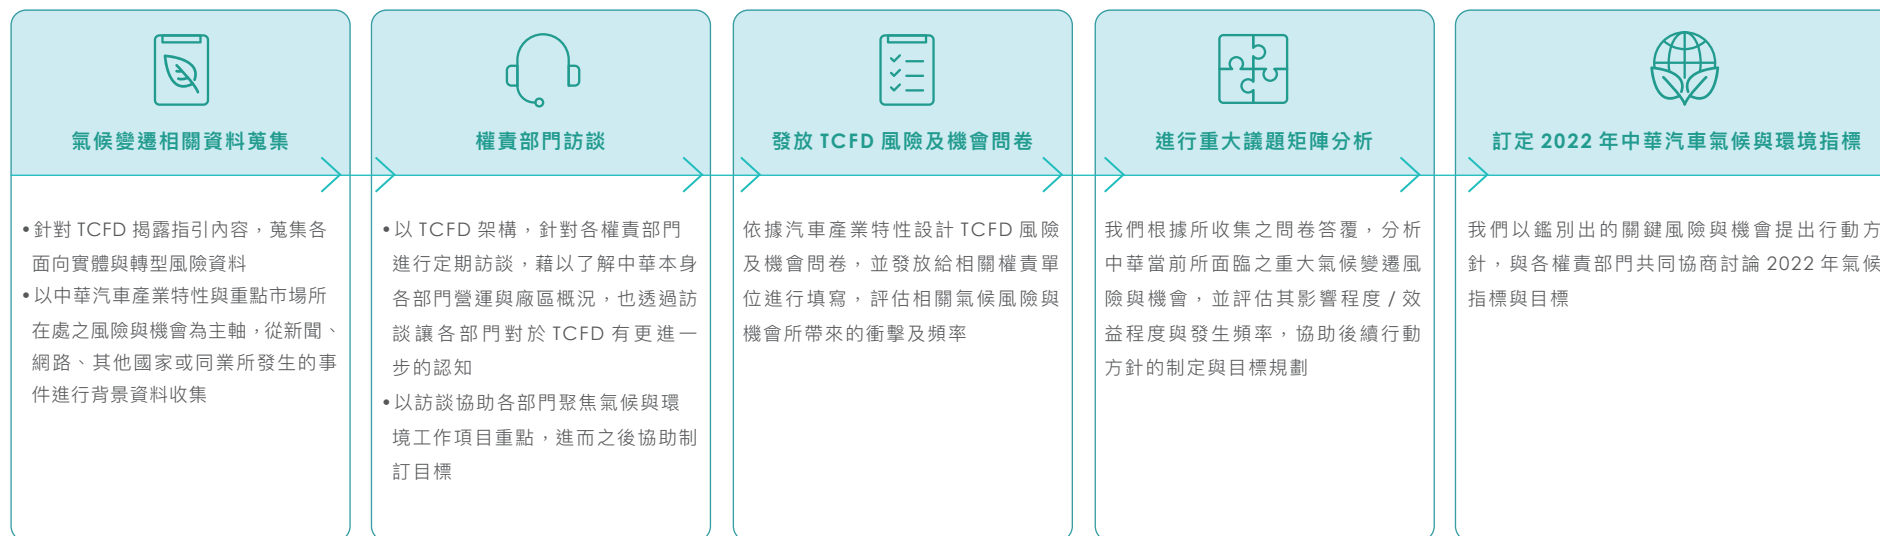 氣候變遷相關資料蒐集
•針對 TCFD 揭露指引內容，蒐集各
面向實體與轉型風險資料
•以中華汽車產業特性與重點市場所
在處之風險與機會為主軸，從新聞、
網路、其他國家或同業所發生的事
件進行背景資料收集
權責部門訪談
•以 TCFD 架構，針對各權責部門
進行定期訪談，藉以了解中華本身
各部門營運與廠區概況，也透過訪
談讓各部門對於 TCFD 有更進一
步的認知
•以訪談協助各部門聚焦氣候與環
境工作項目重點，進而之後協助制
訂目標
發放 TCFD 風險及機會問卷
依據汽車產業特性設計 TCFD 風險
及機會問卷，並發放給相關權責單
位進行填寫，評估相關氣候風險與
機會所帶來的衝擊及頻率
進行重大議題矩陣分析
我們根據所收集之問卷答覆，分析
中華當前所面臨之重大氣候變遷風
險與機會，並評估其影響程度 / 效
益程度與發生頻率，協助後續行動
方針的制定與目標規劃
訂定 2022 年中華汽車氣候與環境指標
我們以鑑別出的關鍵風險與機會提出行動方
針，與各權責部門共同協商討論 2022 年氣候
指標與目標